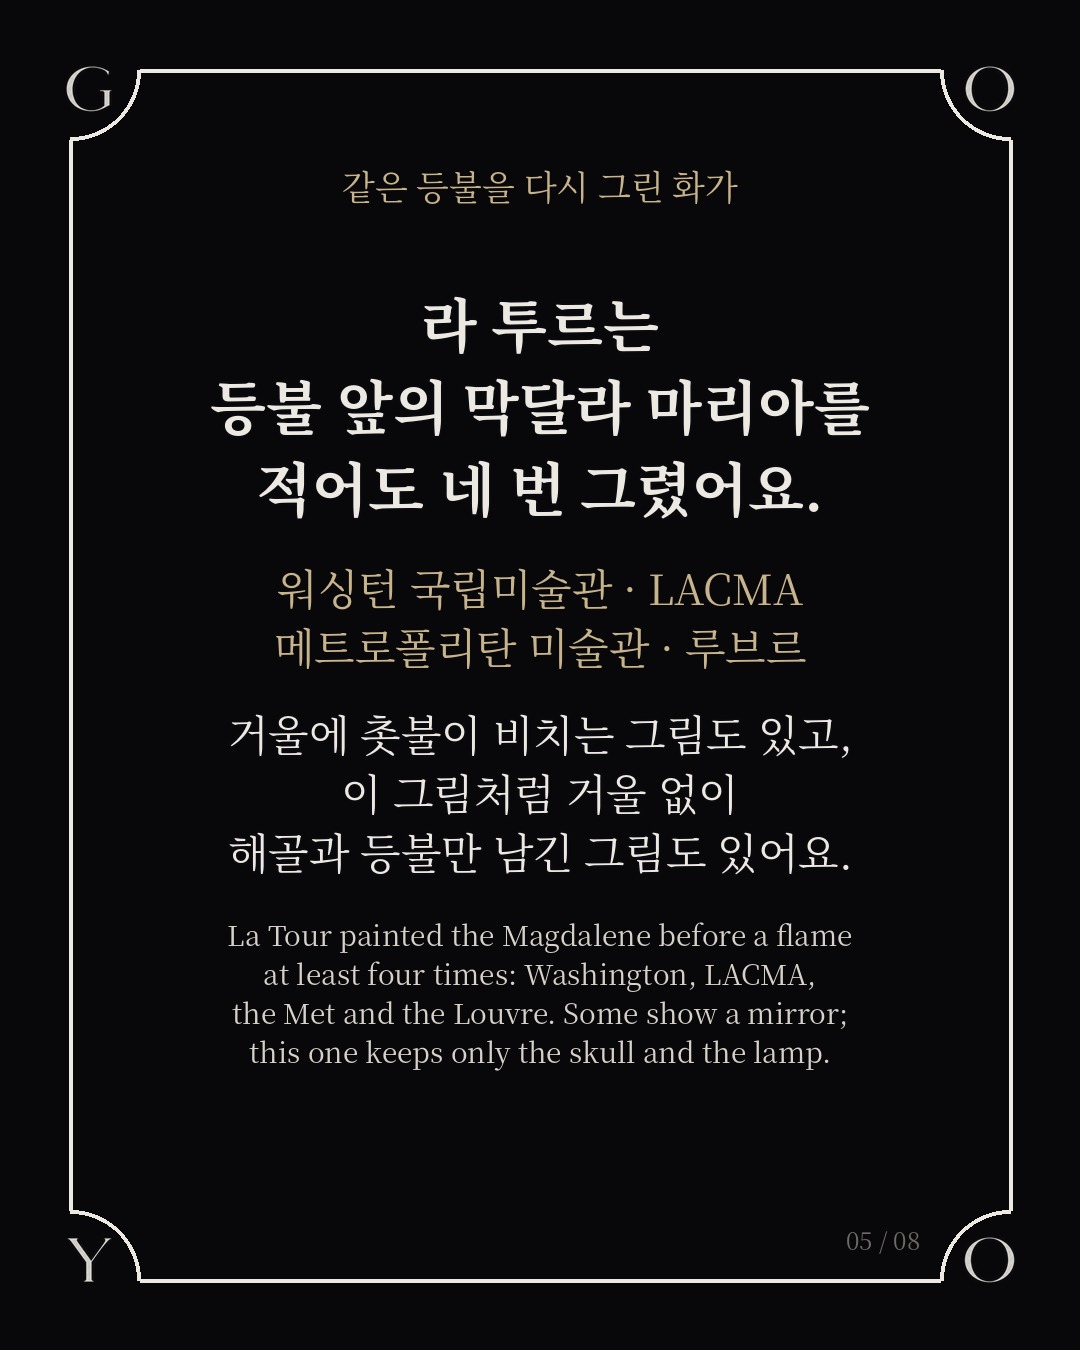 G O
같은 등불을 다시 그린 화가
라 투르는
등불 앞의 막달라 마리아를
적어도 네 번 그렸어요.
워싱턴 국립미술관 · LACMA
메트로폴리탄 미술관 · 루브르
거울에 촛불이 비치는 그림도 있고,
이 그림처럼 거울 없이
해골과 등불만 남긴 그림도 있어요.
La Tour painted the Magdalene before a flame
at least four times: Washington, LACMA,
the Met and the Louvre. Some show a mirror;
this one keeps only the skull and the lamp.
05 / 08
Y O